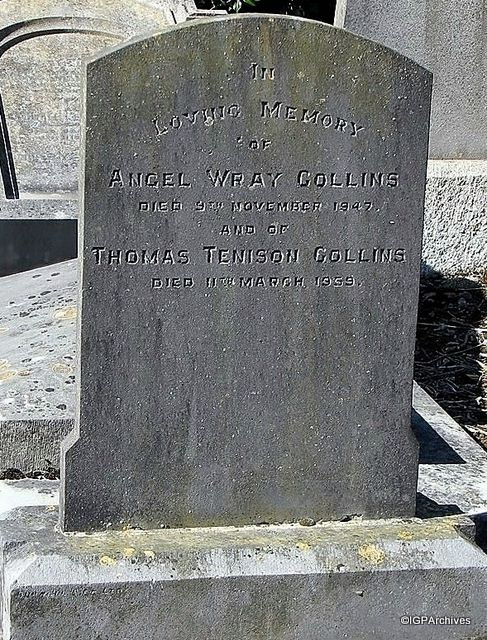 In
Loving Memory
of
Angel Wray Collins
died 9th November 1947.
and of
Thomas Tenison Collins
died 11th March 1959.
©IGPArchives